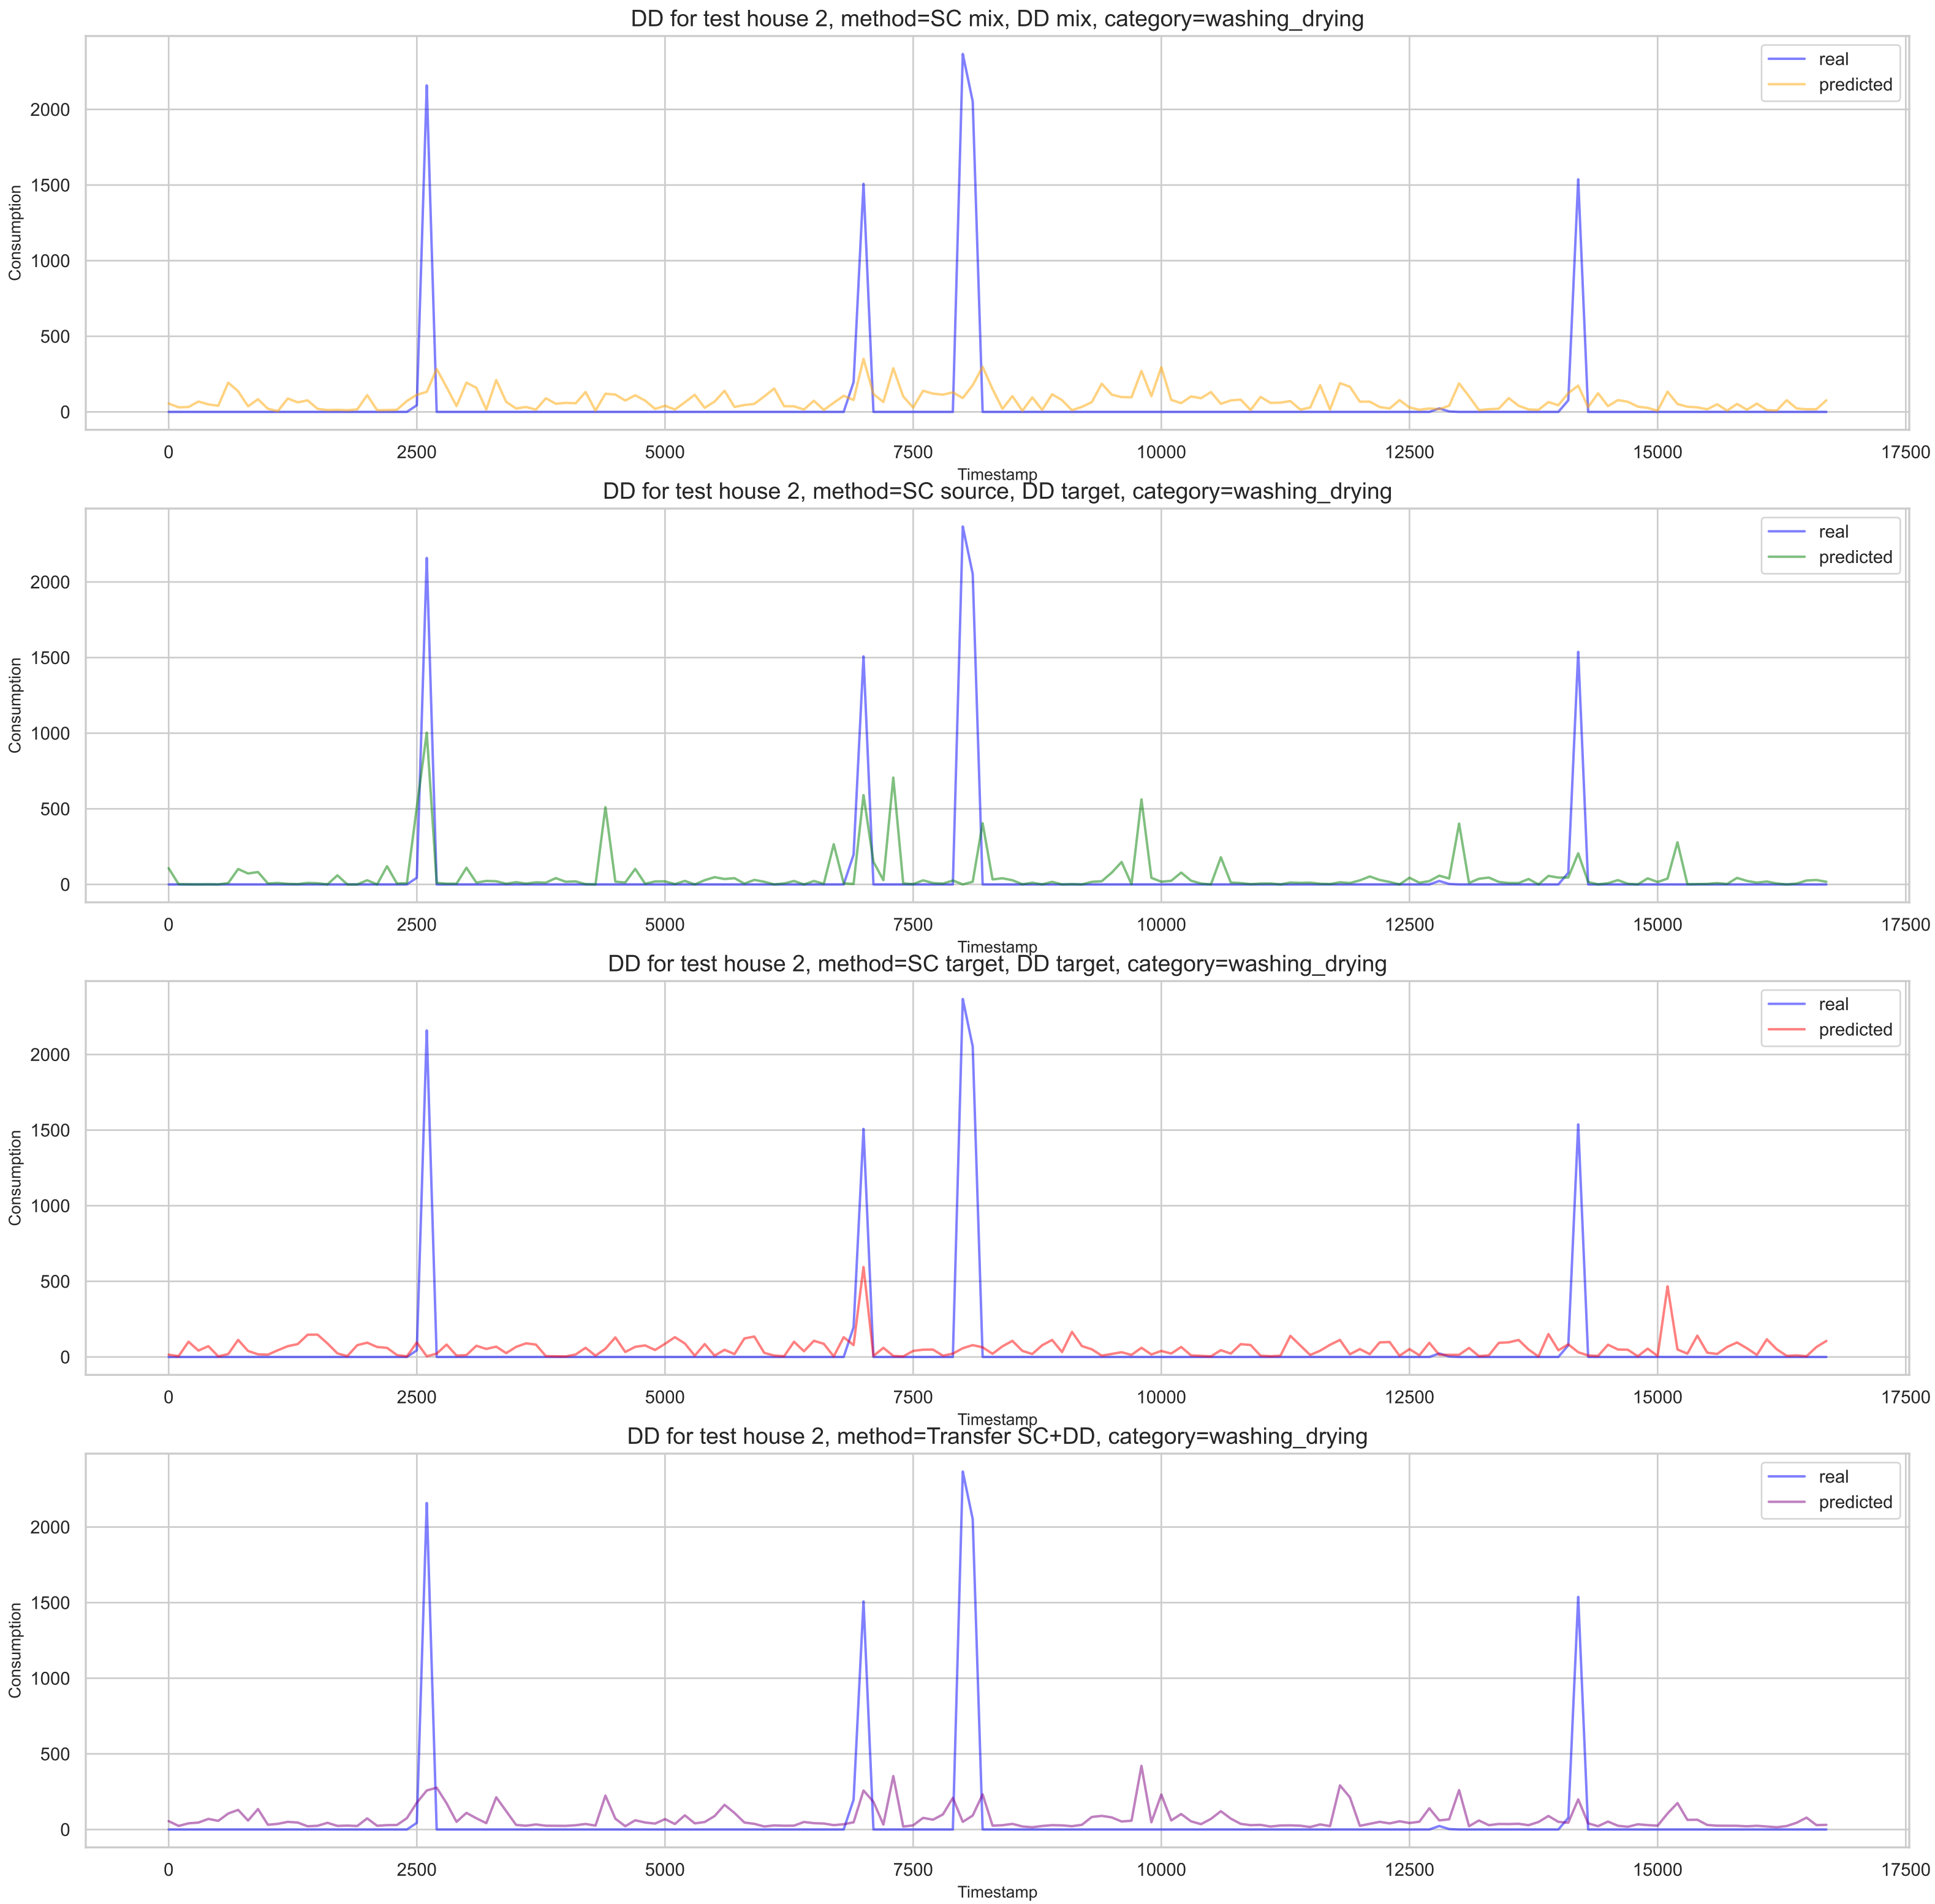 DD for test house 2, method=SC mix, DD mix, category=washing_drying
real
predicted
Consumption
2000
1500
1000
500
0
0 2500 5000 7500 10000 12500 15000 17500
Timestamp
DD for test house 2, method=SC source, DD target, category=washing_drying
real
predicted
Consumption
2000
1500
1000
500
0
0 2500 5000 7500 10000 12500 15000 17500
Timestamp
DD for test house 2, method=SC target, DD target, category=washing_drying
real
predicted
Consumption
2000
1500
1000
500
0
0 2500 5000 7500 10000 12500 15000 17500
Timestamp
DD for test house 2, method=Transfer SC+DD, category=washing_drying
real
predicted
Consumption
2000
1500
1000
500
0
0 2500 5000 7500 10000 12500 15000 17500
Timestamp